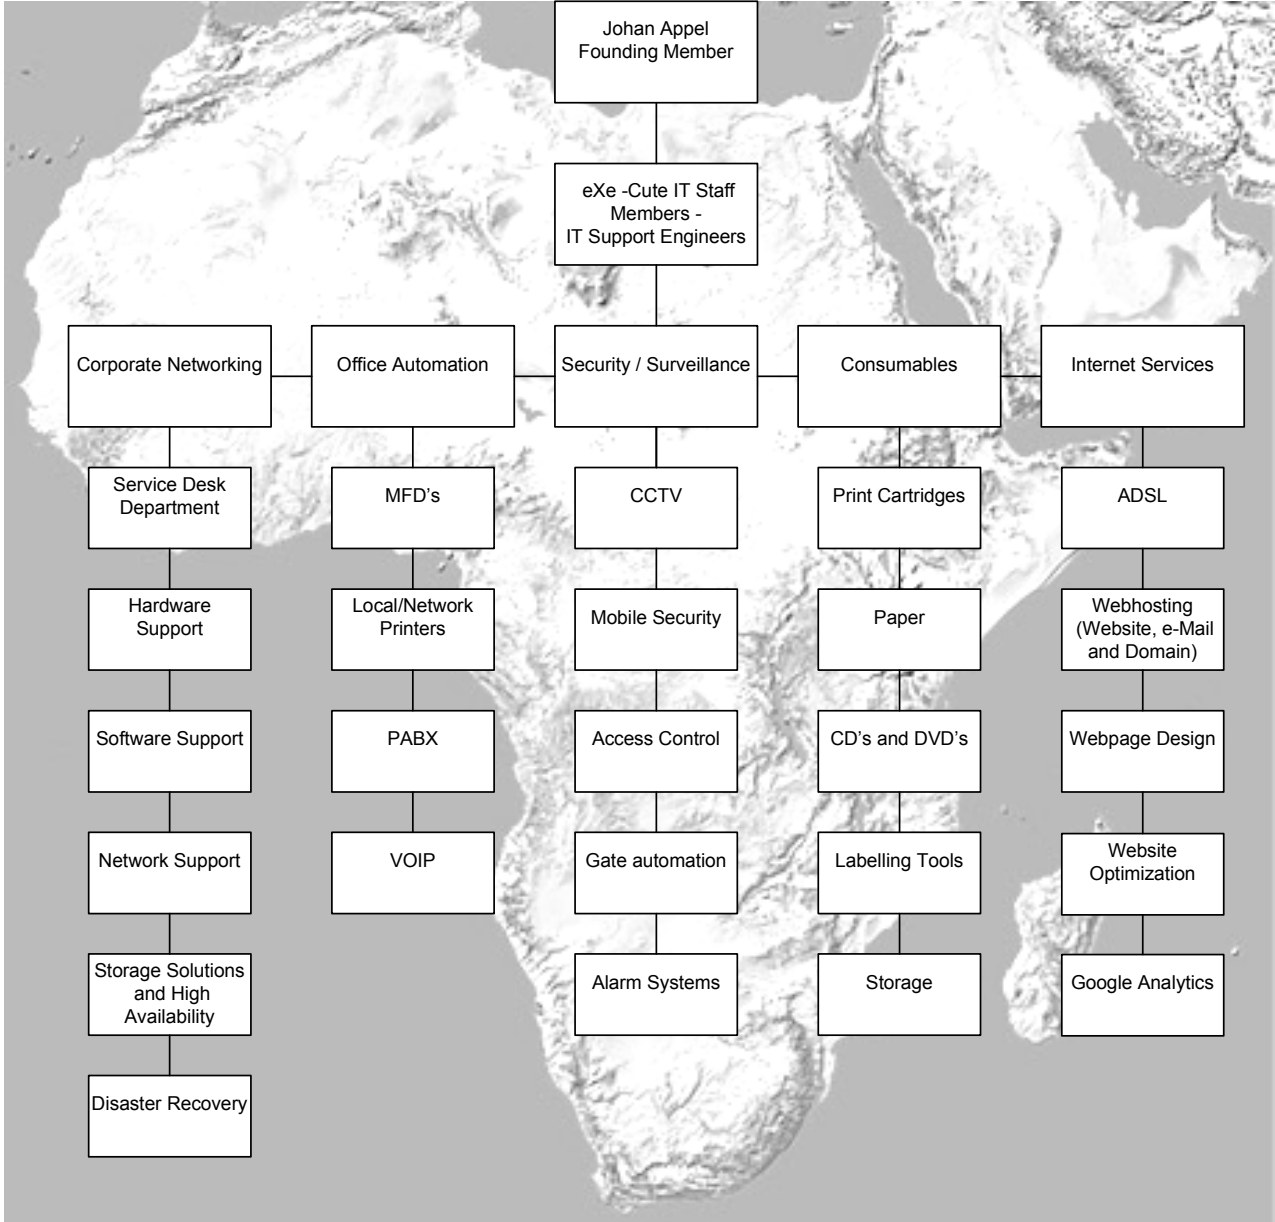 Johan Appel
Founding Member
eXe -Cute IT Staff
Members -
IT Support Engineers
Corporate Networking
Office Automation
Security / Surveillance
Consumables
Internet Services
Service Desk
Department
MFD's
CCTV
Print Cartridges
ADSL
Hardware
Support
Local/Network
Printers
Mobile Security
Paper
Webhosting
(Website, e-Mail
and Domain)
Software Support
PABX
Access Control
CD's and DVD's
Webpage Design
Network Support
VOIP
Gate automation
Labelling Tools
Website
Optimization
Storage Solutions
and High
Availability
Alarm Systems
Storage
Google Analytics
Disaster Recovery